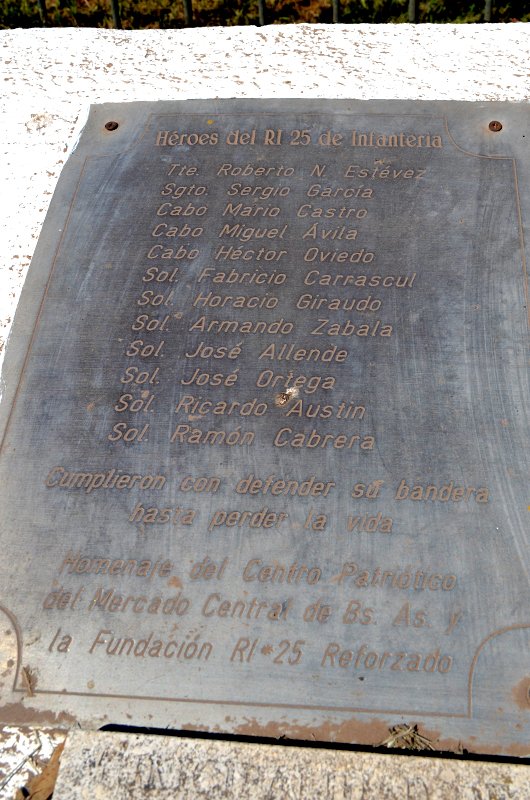 Héroes del RI 25 de Infantería
Tte. Roberto N. Estévez
Sgto. Sergio García
Cabo Mario Castro
Cabo Miguel Ávila
Cabo Héctor Oviedo
Sol. Fabricio Carrascul
Sol. Horacio Giraudo
Sol. Armando Zabala
Sol. José Allende
Sol. José Ortega
Sol. Ricardo Austin
Sol. Ramón Cabrera
Cumplieron con defender su bandera
hasta perder la vida
Homenaje del Centro Patriótico
del Mercado Central de Bs. As. y
la Fundación RI•25 Reforzado